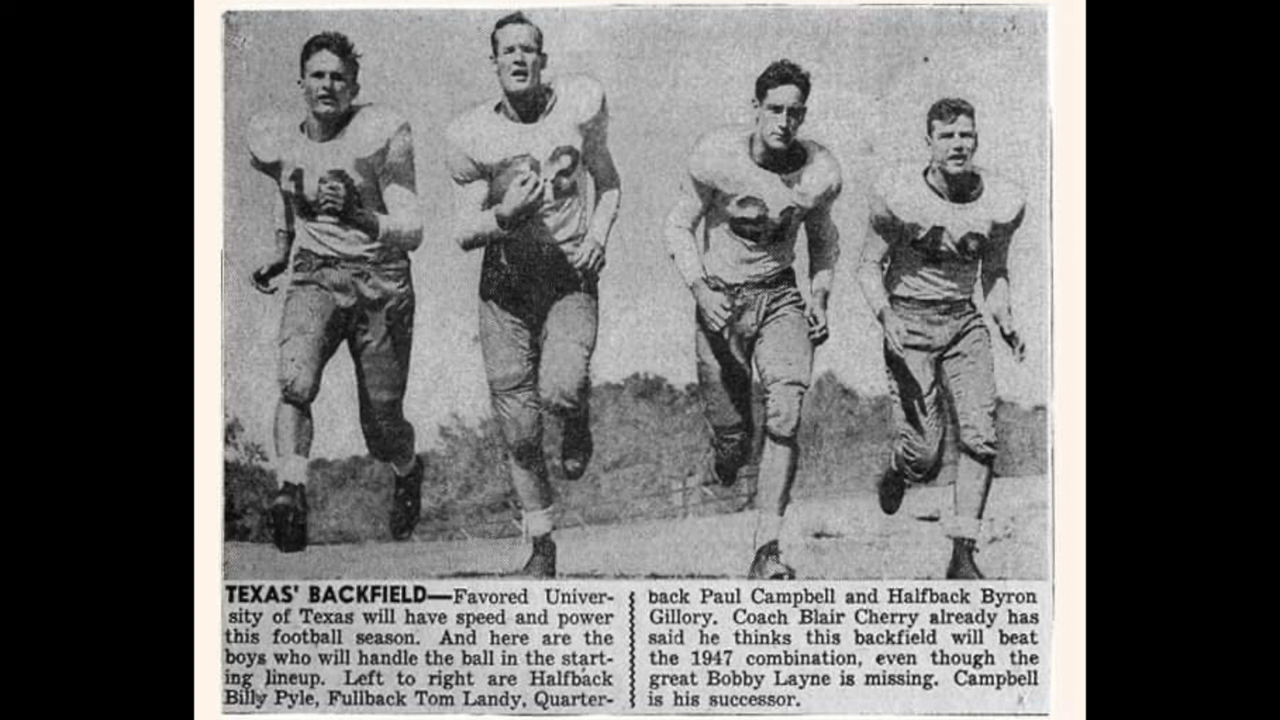 TEXAS' BACKFIELD—Favored Univer-
sity of Texas will have speed and power
this football season. And here are the
boys who will handle the ball in the start-
ing lineup. Left to right are Halfback
Billy Pyle, Fullback Tom Landy, Quarter-
back Paul Campbell and Halfback Byron
Gillory. Coach Blair Cherry already has
said he thinks this backfield will beat
the 1947 combination, even though the
great Bobby Layne is missing. Campbell
is his successor.